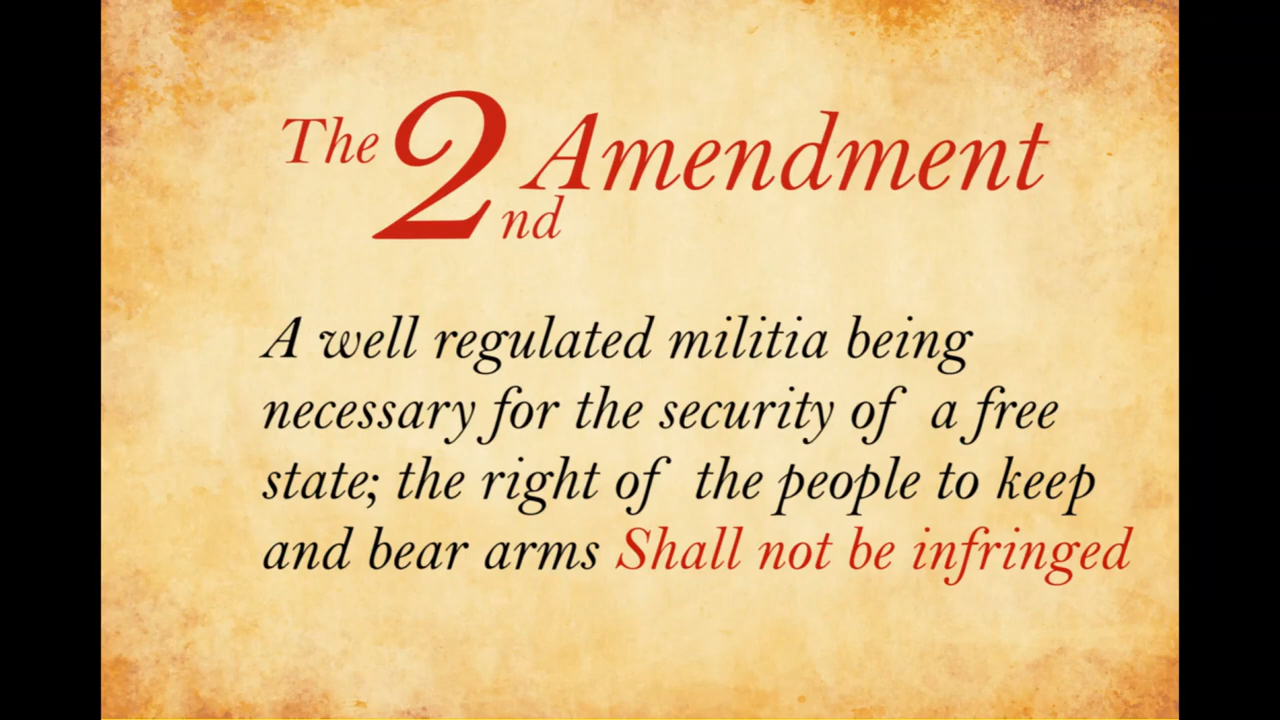 The 2nd Amendment
A well regulated militia being
necessary for the security of a free
state; the right of the people to keep
and bear arms Shall not be infringed